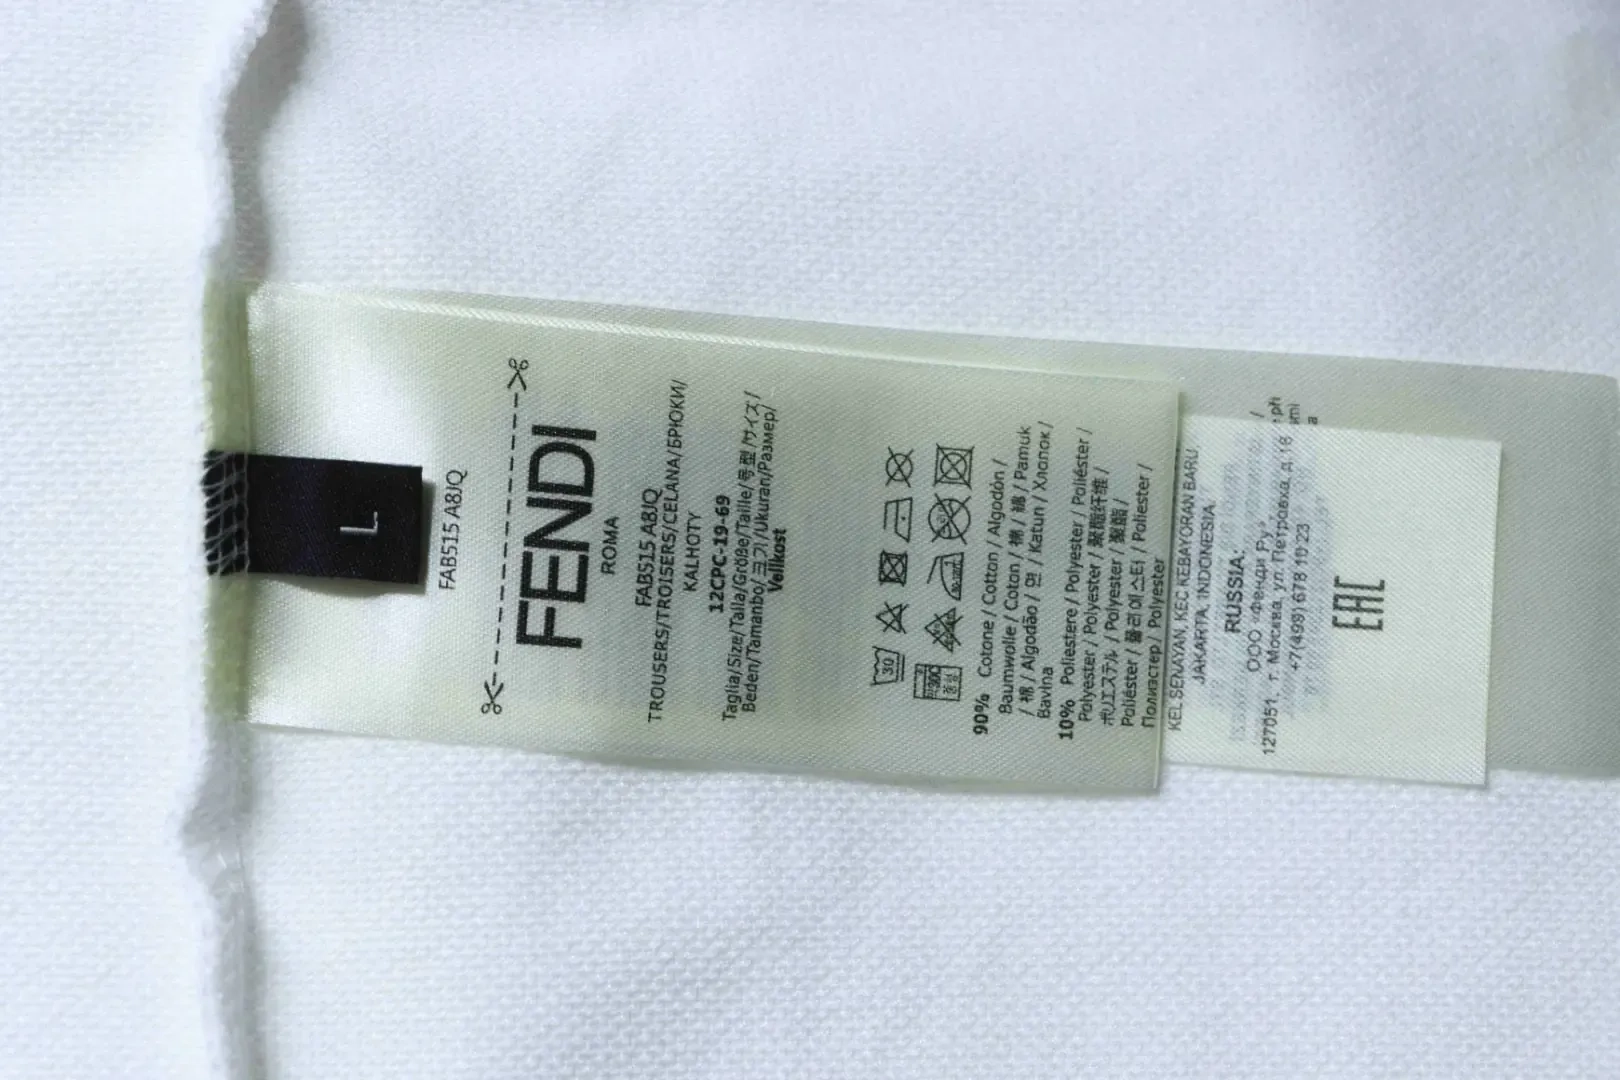 L
FAB515 A8JQ
FENDI
ROMA
FAB515 A8JQ
TROUSERS/TROISERS/CELANA/БРЮКИ/
KALHOTY
12CPC-19-69
Taglia/Size/Talla/Größe/Taille/号型/サイズ/
Beden/Tamanbo/크기/Ukuran/Размер/
Velikost
30
90% Cotone / Cotton / Algodón /
Baumwolle / Coton / 棉 / 綿 / Pamuk
/ 棉 / Algodão / 면 / Katun / Хлопок /
Bavlna
10% Poliestere / Polyester / Poliéster /
Polyester / Polyester / 聚酯纤维 /
ポリエステル / Polyester / 聚酯 /
Poliéster / 폴리에스터 / Poliester /
Полиэстер / Polyester
KEL SENAYAN, KEC KEBAYORAN BARU
JAKARTA, INDONESIA
RUSSIA:
ООО «Фенди Ру»
127051, г. Москва, ул. Петровка, д.16
+7(499) 678 10 23
EAC